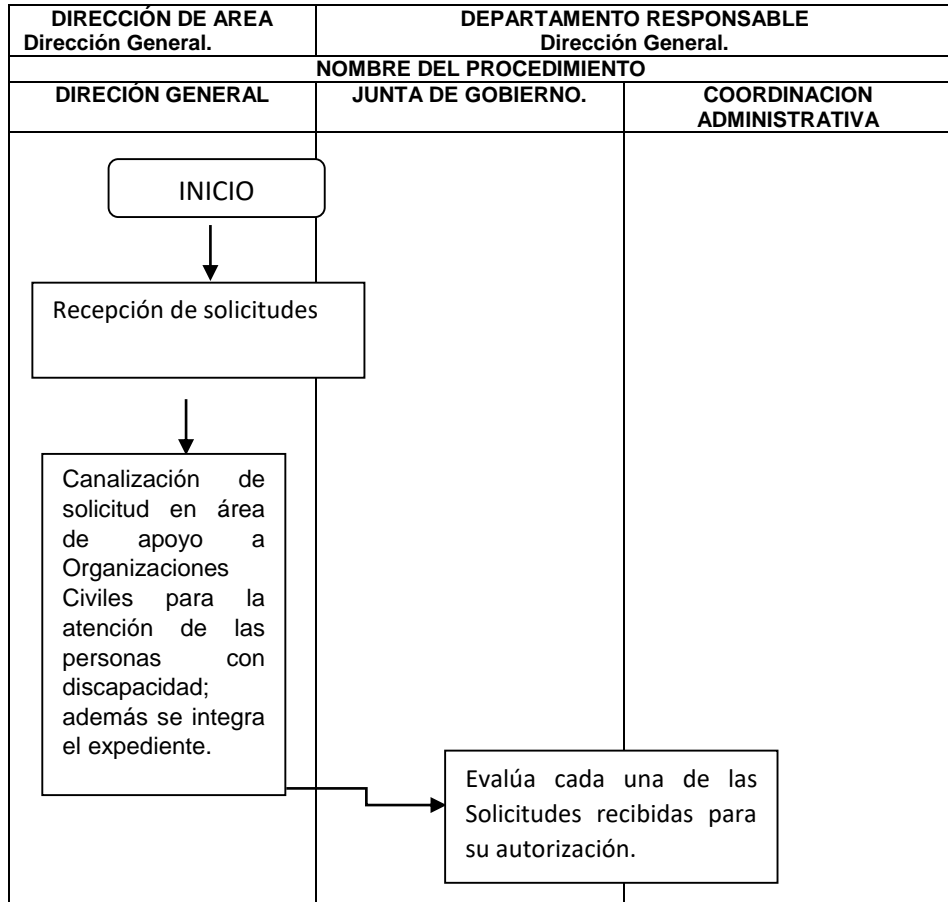 DIRECCIÓN DE AREA
Dirección General.
DEPARTAMENTO RESPONSABLE
Dirección General.
NOMBRE DEL PROCEDIMIENTO
DIRECIÓN GENERAL
JUNTA DE GOBIERNO.
COORDINACION
ADMINISTRATIVA
INICIO
Recepción de solicitudes
Canalización de
solicitud en área
de apoyo a
Organizaciones
Civiles para la
atención de las
personas con
discapacidad;
además se integra
el expediente.
Evalúa cada una de las
Solicitudes recibidas para
su autorización.